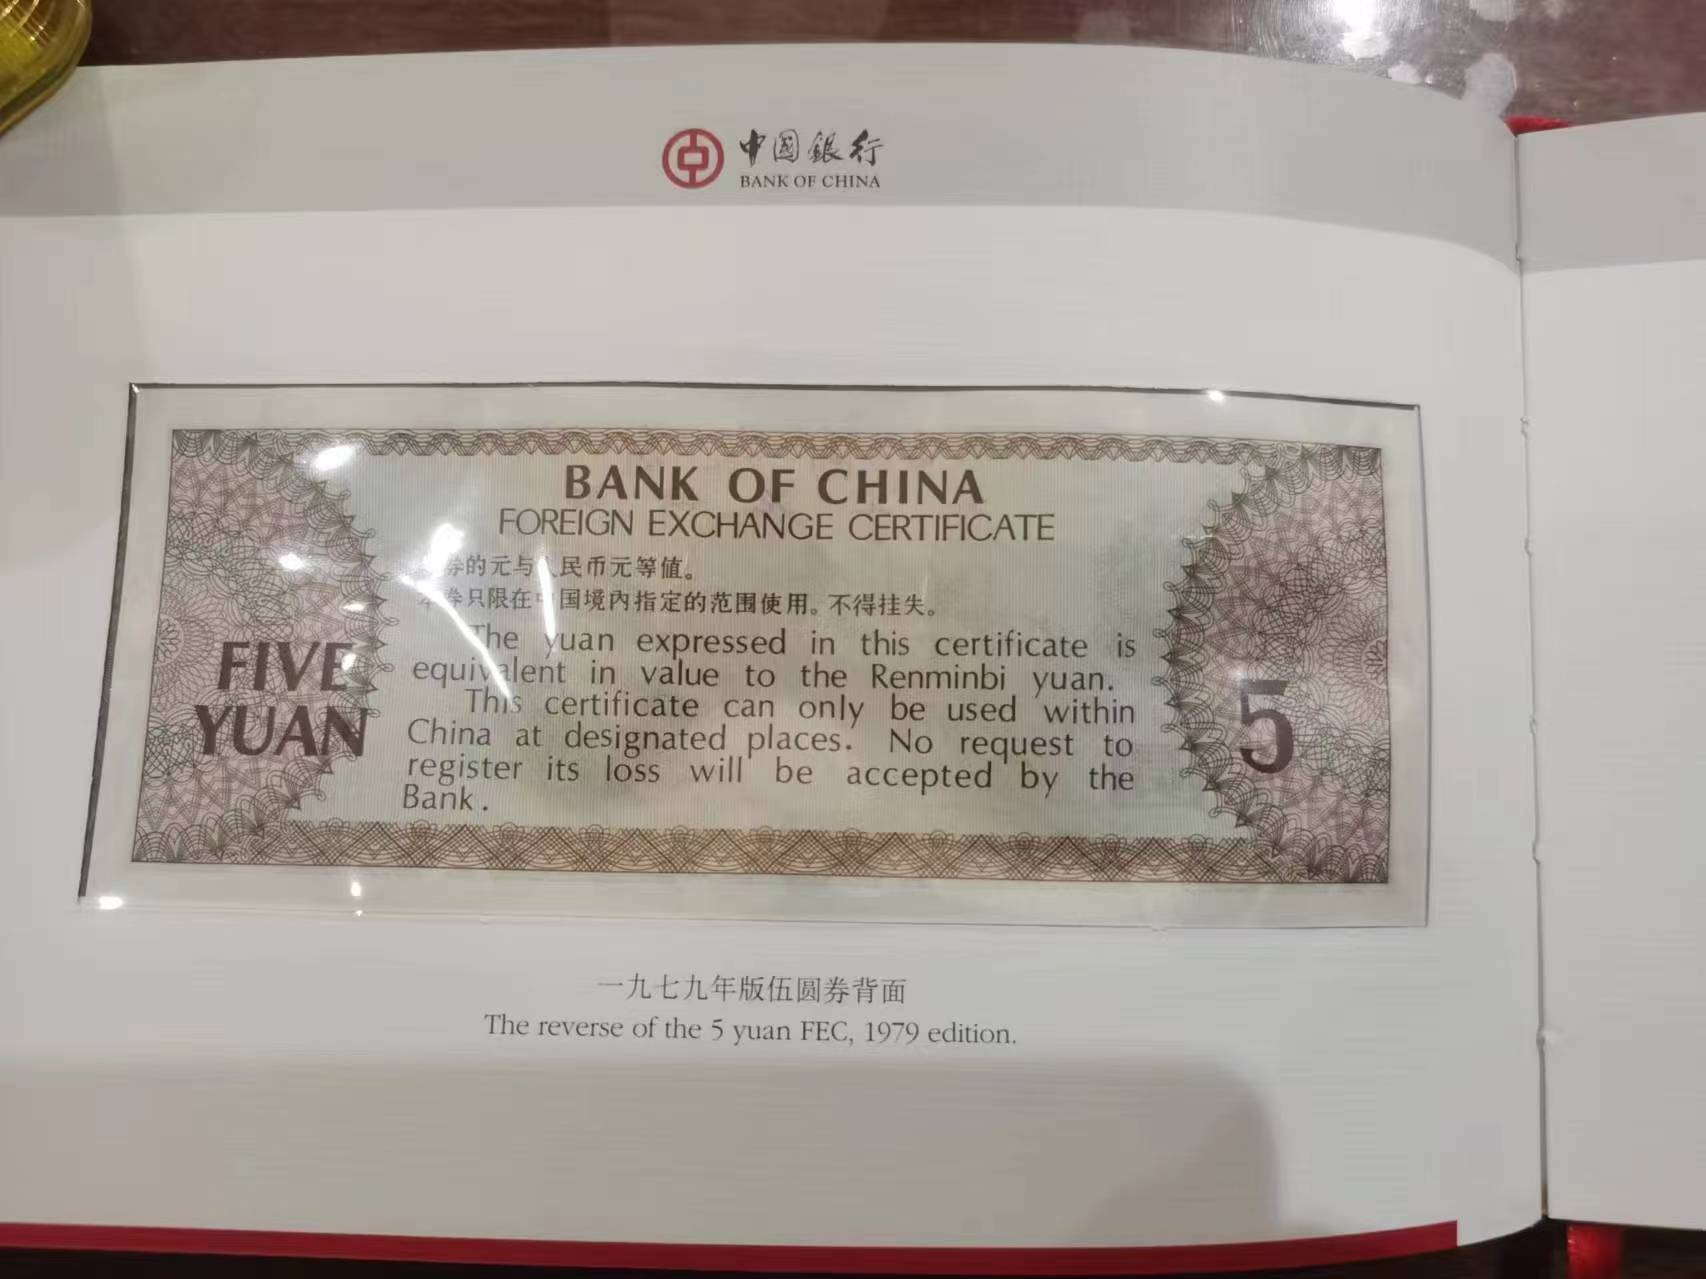 中国銀行
BANK OF CHINA
BANK OF CHINA
FOREIGN EXCHANGE CERTIFICATE
券的元与人民币元等値。
本券只限在中国境内指定的范围使用。不得挂失。
The yuan expressed in this certificate is
equivalent in value to the Renminbi yuan.
This certificate can only be used within
China at designated places. No request to
register its loss will be accepted by the
Bank.
FIVE
YUAN
5
一九七九年版伍圆券背面
The reverse of the 5 yuan FEC, 1979 edition.